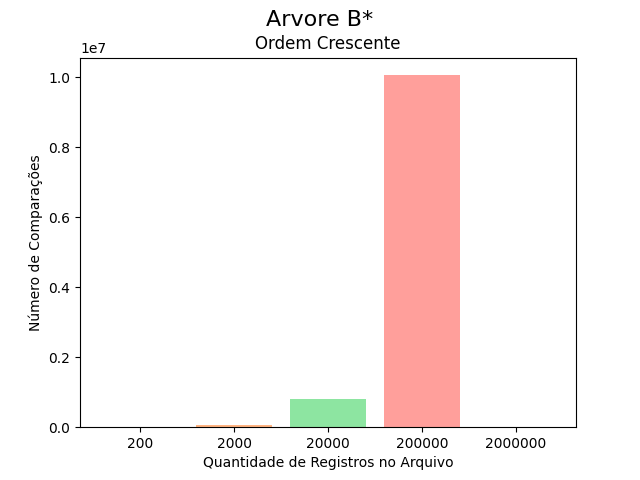 Arvore B*
Ordem Crescente
1e7
1.0
0.8
0.6
0.4
0.2
0.0
Número de Comparações
200 2000 20000 200000 2000000
Quantidade de Registros no Arquivo